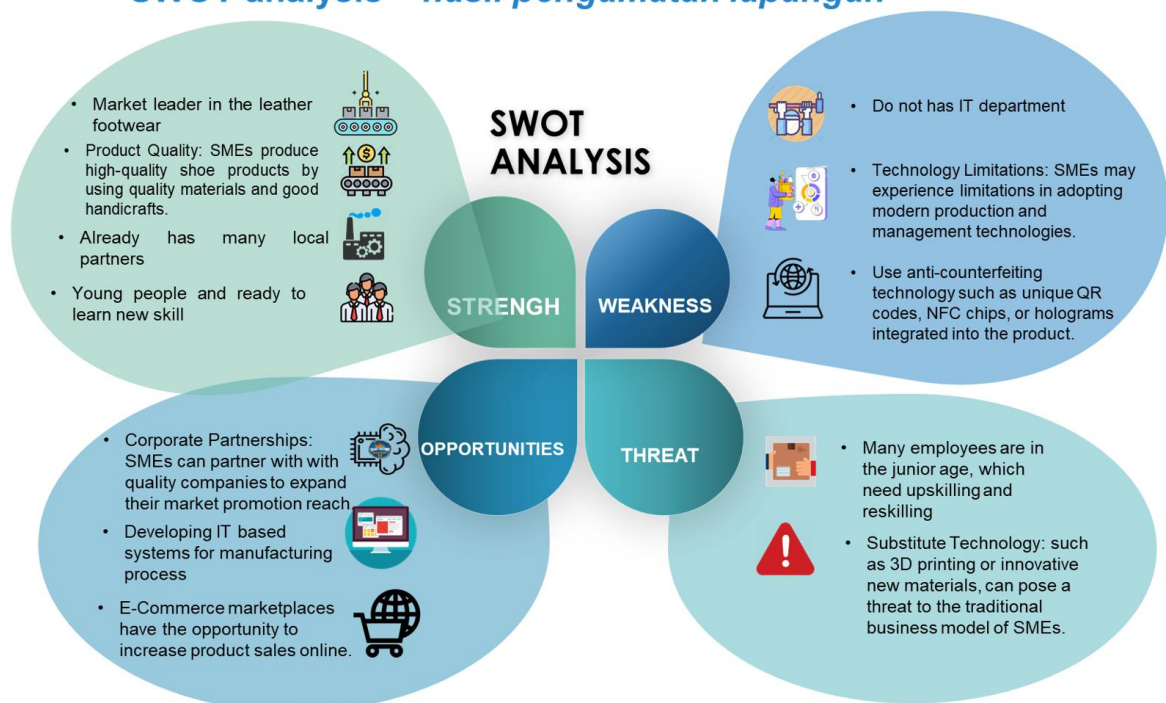 SWOT analysis – hasil pengamatan lapangan
SWOT
ANALYSIS
• Market leader in the leather
footwear
• Product Quality: SMEs produce
high-quality shoe products by
using quality materials and good
handicrafts.
• Already has many local
partners
• Young people and ready to
learn new skill
STRENGH
WEAKNESS
• Do not has IT department
• Technology Limitations: SMEs may
experience limitations in adopting
modern production and
management technologies.
• Use anti-counterfeiting
technology such as unique QR
codes, NFC chips, or holograms
integrated into the product.
• Corporate Partnerships:
SMEs can partner with with
quality companies to expand
their market promotion reach
• Developing IT based
systems for manufacturing
process
• E-Commerce marketplaces
have the opportunity to
increase product sales online.
OPPORTUNITIES
THREAT
• Many employees are in
the junior age, which
need upskilling and
reskilling
• Substitute Technology: such
as 3D printing or innovative
new materials, can pose a
threat to the traditional
business model of SMEs.